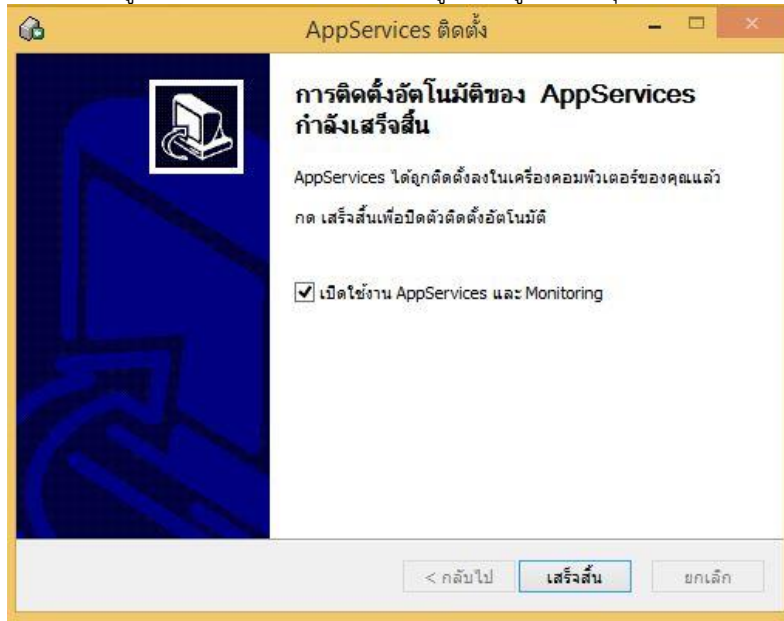 AppServices ติดตั้ง
การติดตั้งอัตโนมัติของ AppServices
กำลังเสร็จสิ้น
AppServices ได้ถูกติดตั้งลงในเครื่องคอมพิวเตอร์ของคุณแล้ว
กด เสร็จสิ้นเพื่อปิดตัวติดตั้งอัตโนมัติ
เปิดใช้งาน AppServices และ Monitoring
< กลับไป เสร็จสิ้น ยกเลิก